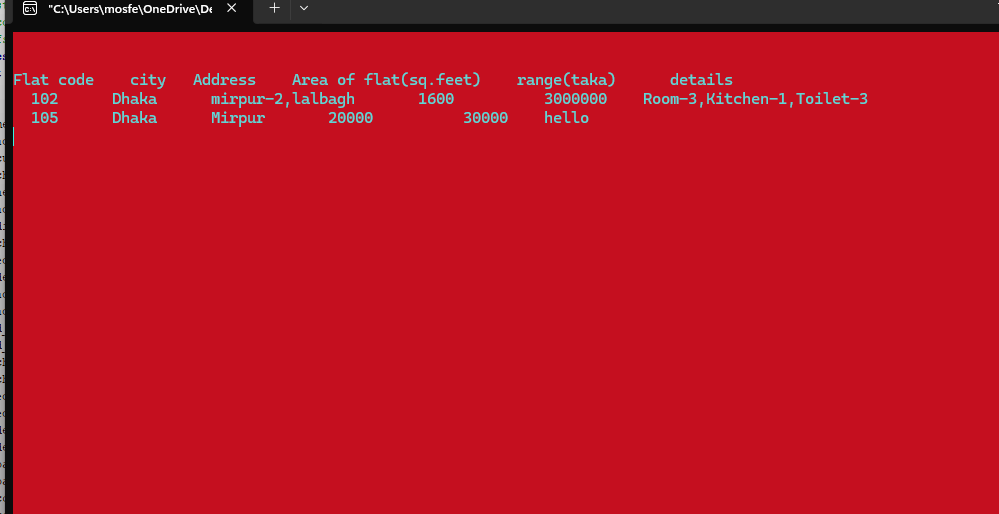 "C:\Users\mosfe\OneDrive\De
Flat code city Address Area of flat(sq.feet) range(taka) details
102 Dhaka mirpur-2,lalbagh 1600 3000000 Room-3,Kitchen-1,Toilet-3
105 Dhaka Mirpur 20000 30000 hello